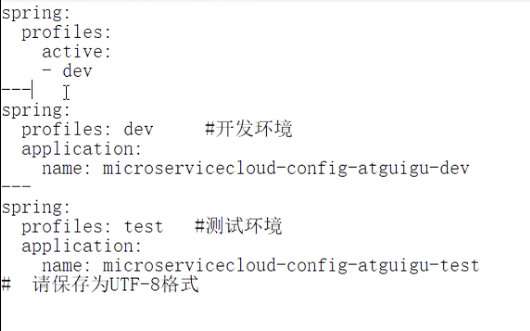 spring:
  profiles:
    active:
    - dev
---
spring:
  profiles: dev     #开发环境
  application:
    name: microservicecloud-config-atguigu-dev
---
spring:
  profiles: test   #测试环境
  application:
    name: microservicecloud-config-atguigu-test
#  请保存为UTF-8格式